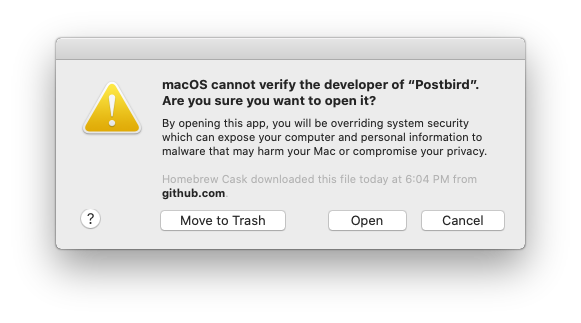 macOS cannot verify the developer of “Postbird”.
Are you sure you want to open it?
By opening this app, you will be overriding system security
which can expose your computer and personal information to
malware that may harm your Mac or compromise your privacy.
Homebrew Cask downloaded this file today at 6:04 PM from
github.com.
? Move to Trash Open Cancel